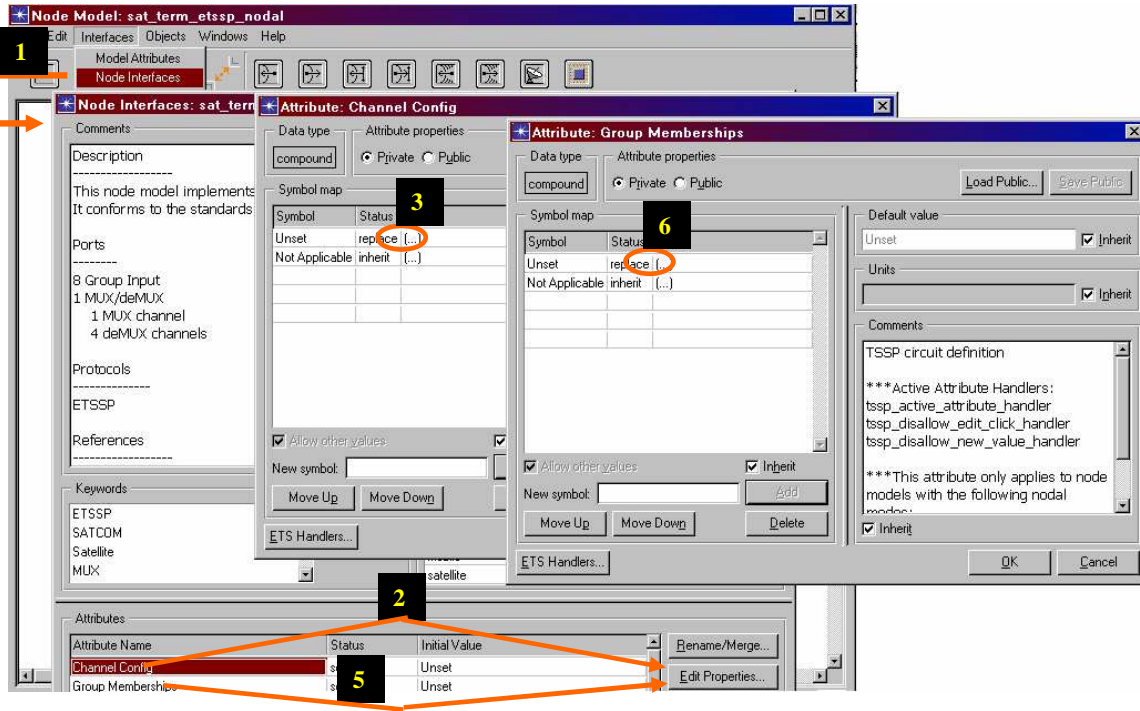 Node Model: sat_term_etssp_nodal
Edit Interfaces Objects Windows Help
1
Model Attributes
Node Interfaces
Node Interfaces: sat_term
Comments
Description
------------------
This node model implements
It conforms to the standards
Ports
--------
8 Group Input
1 MUX/deMUX
1 MUX channel
4 deMUX channels
Protocols
--------------
ETSSP
References
------------------
Keywords
ETSSP
SATCOM
Satellite
MUX
satellite
Attribute: Channel Config
Data type
compound
Attribute properties
Private Public
Symbol map
3
Symbol Status
Unset replace (...)
Not Applicable inherit (...)
Allow other values
New symbol:
Move Up Move Down
ETS Handlers...
Attribute: Group Memberships
Data type
compound
Attribute properties
Private Public
Load Public... Save Public
Symbol map
6
Symbol Status
Unset replace (..
Not Applicable inherit (...)
Allow other values Inherit
New symbol: Add
Move Up Move Down Delete
ETS Handlers...
Default value
Unset Inherit
Units
Inherit
Comments
TSSP circuit definition
***Active Attribute Handlers:
tssp_active_attribute_handler
tssp_disallow_edit_click_handler
tssp_disallow_new_value_handler
***This attribute only applies to node
models with the following nodal
modes:
Inherit
OK Cancel
2
Attributes
Attribute Name Status Initial Value
Channel Config Unset
5
Group Memberships Unset
Rename/Merge...
Edit Properties...